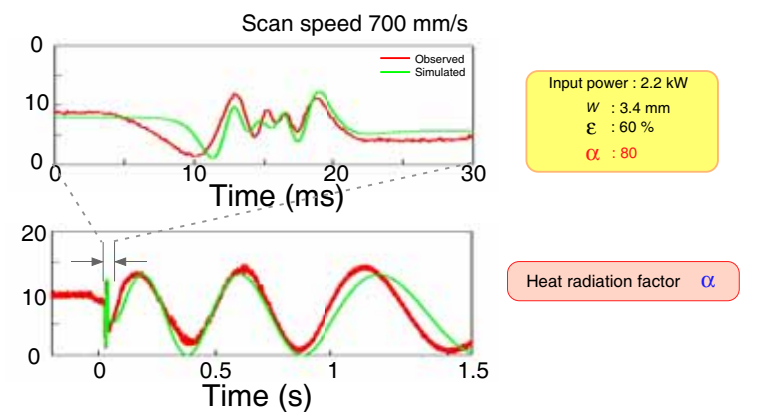 Scan speed 700 mm/s
0
10
0
Observed
Simulated
0 10 20 30
Time (ms)
Input power : 2.2 kW
W : 3.4 mm
ε : 60 %
α : 80
20
10
0
0 0.5 1 1.5
Time (s)
Heat radiation factor α